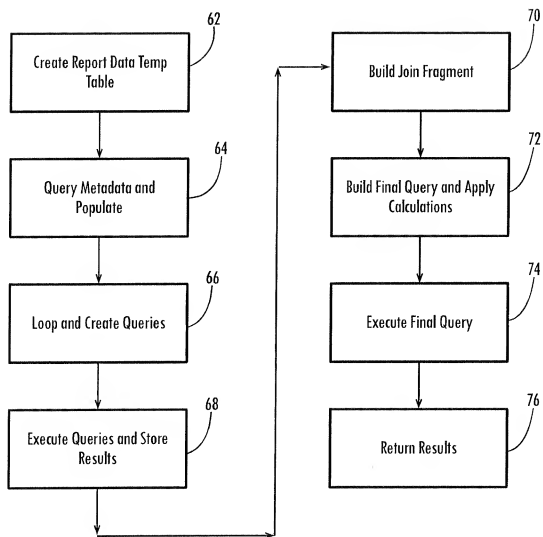 62
Create Report Data Temp
Table
64
Query Metadata and
Populate
66
Loop and Create Queries
68
Execute Queries and Store
Results
70
Build Join Fragment
72
Build Final Query and Apply
Calculations
74
Execute Final Query
76
Return Results